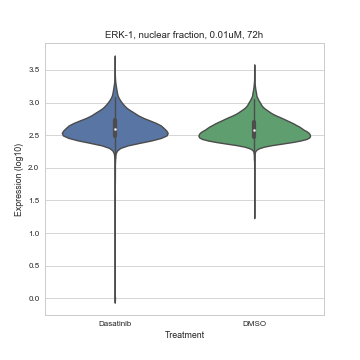 ERK-1, nuclear fraction, 0.01uM, 72h
3.5
3.0
2.5
2.0
1.5
1.0
0.5
0.0
Expression (log10)
Dasatinib
DMSO
Treatment